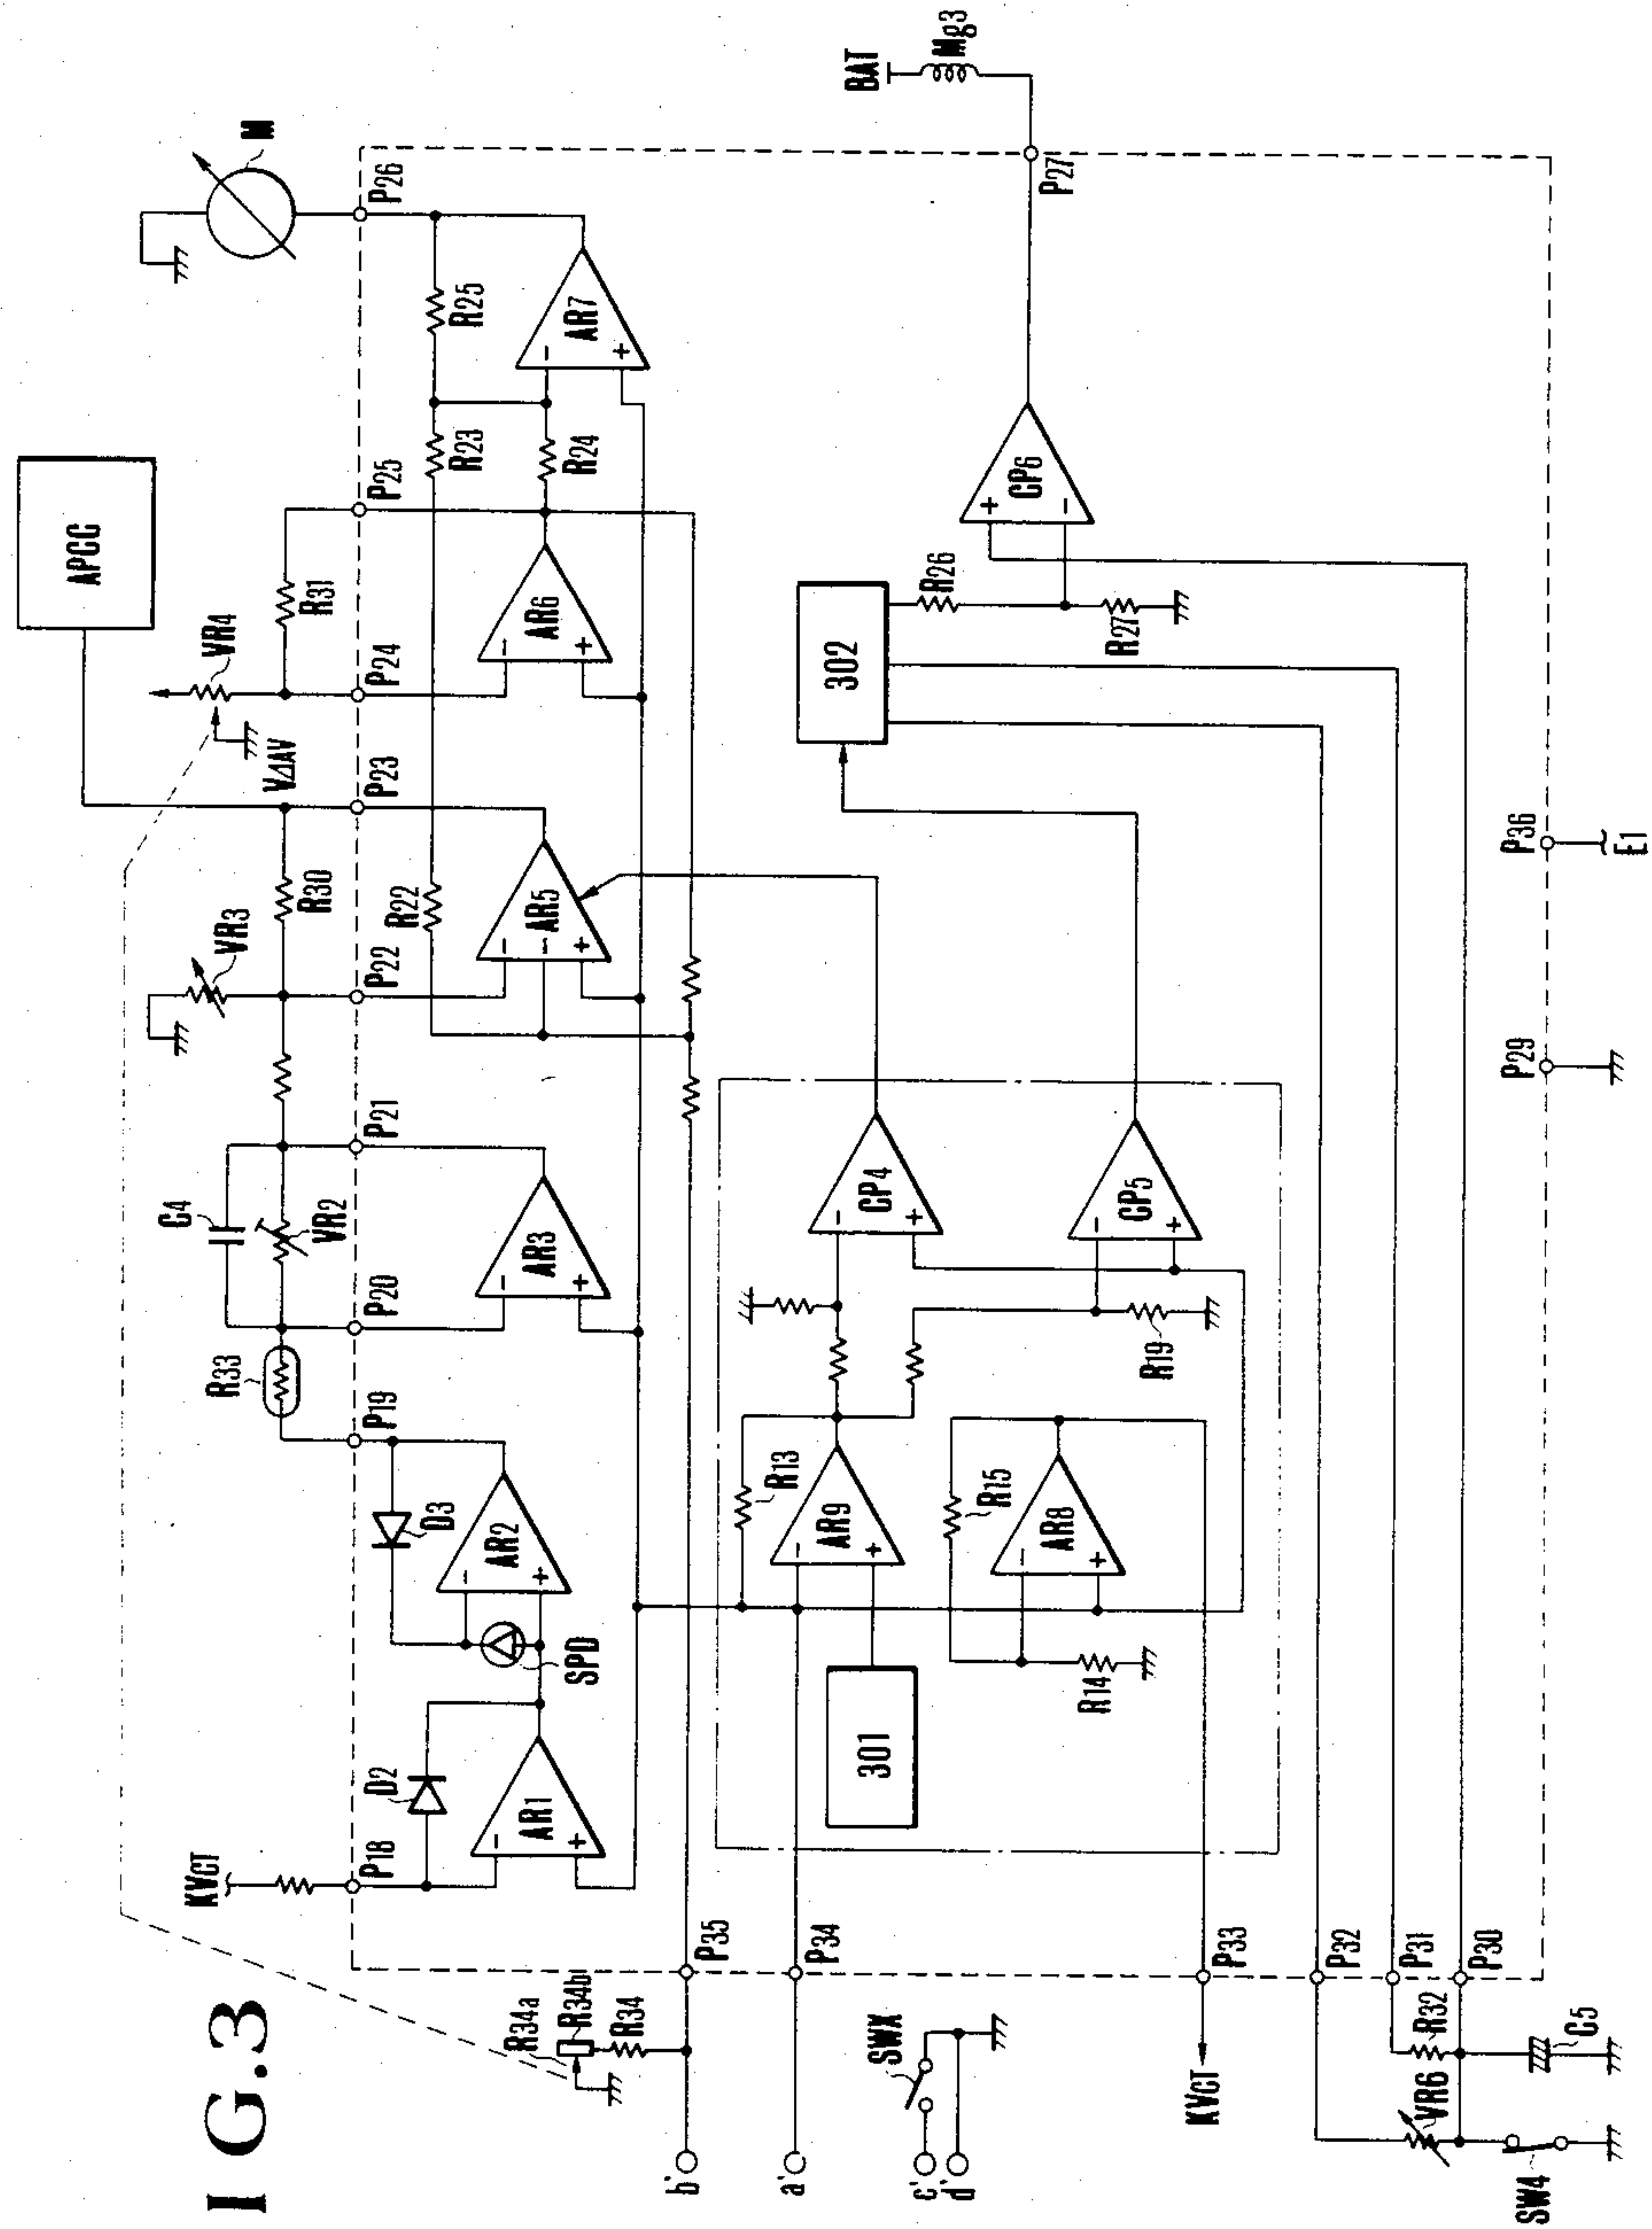 I G.3
KVCT
P18
D2
AR1
-
+
SPD
AR2
-
+
D3
P19
R33
P20
C4
VR2
AR3
-
+
P21
VR3
P22
R22
R30
AR5
-
-
+
P23
VΔAV
VR4
P24
R31
AR6
-
+
P25
R23
R24
R25
AR7
-
+
P26
M
APCC
R34a
R34b
R34
P35
b'
P34
a'
301
R13
AR9
-
+
R14
R15
AR8
-
+
R19
CP4
-
+
CP5
-
+
302
R26
R27
CP6
+
-
BAT
Mg3
P27
SWX
c'
d'
KVCT
P33
P32
P31
P30
R32
VR6
C5
SW4
P29
P36
E1